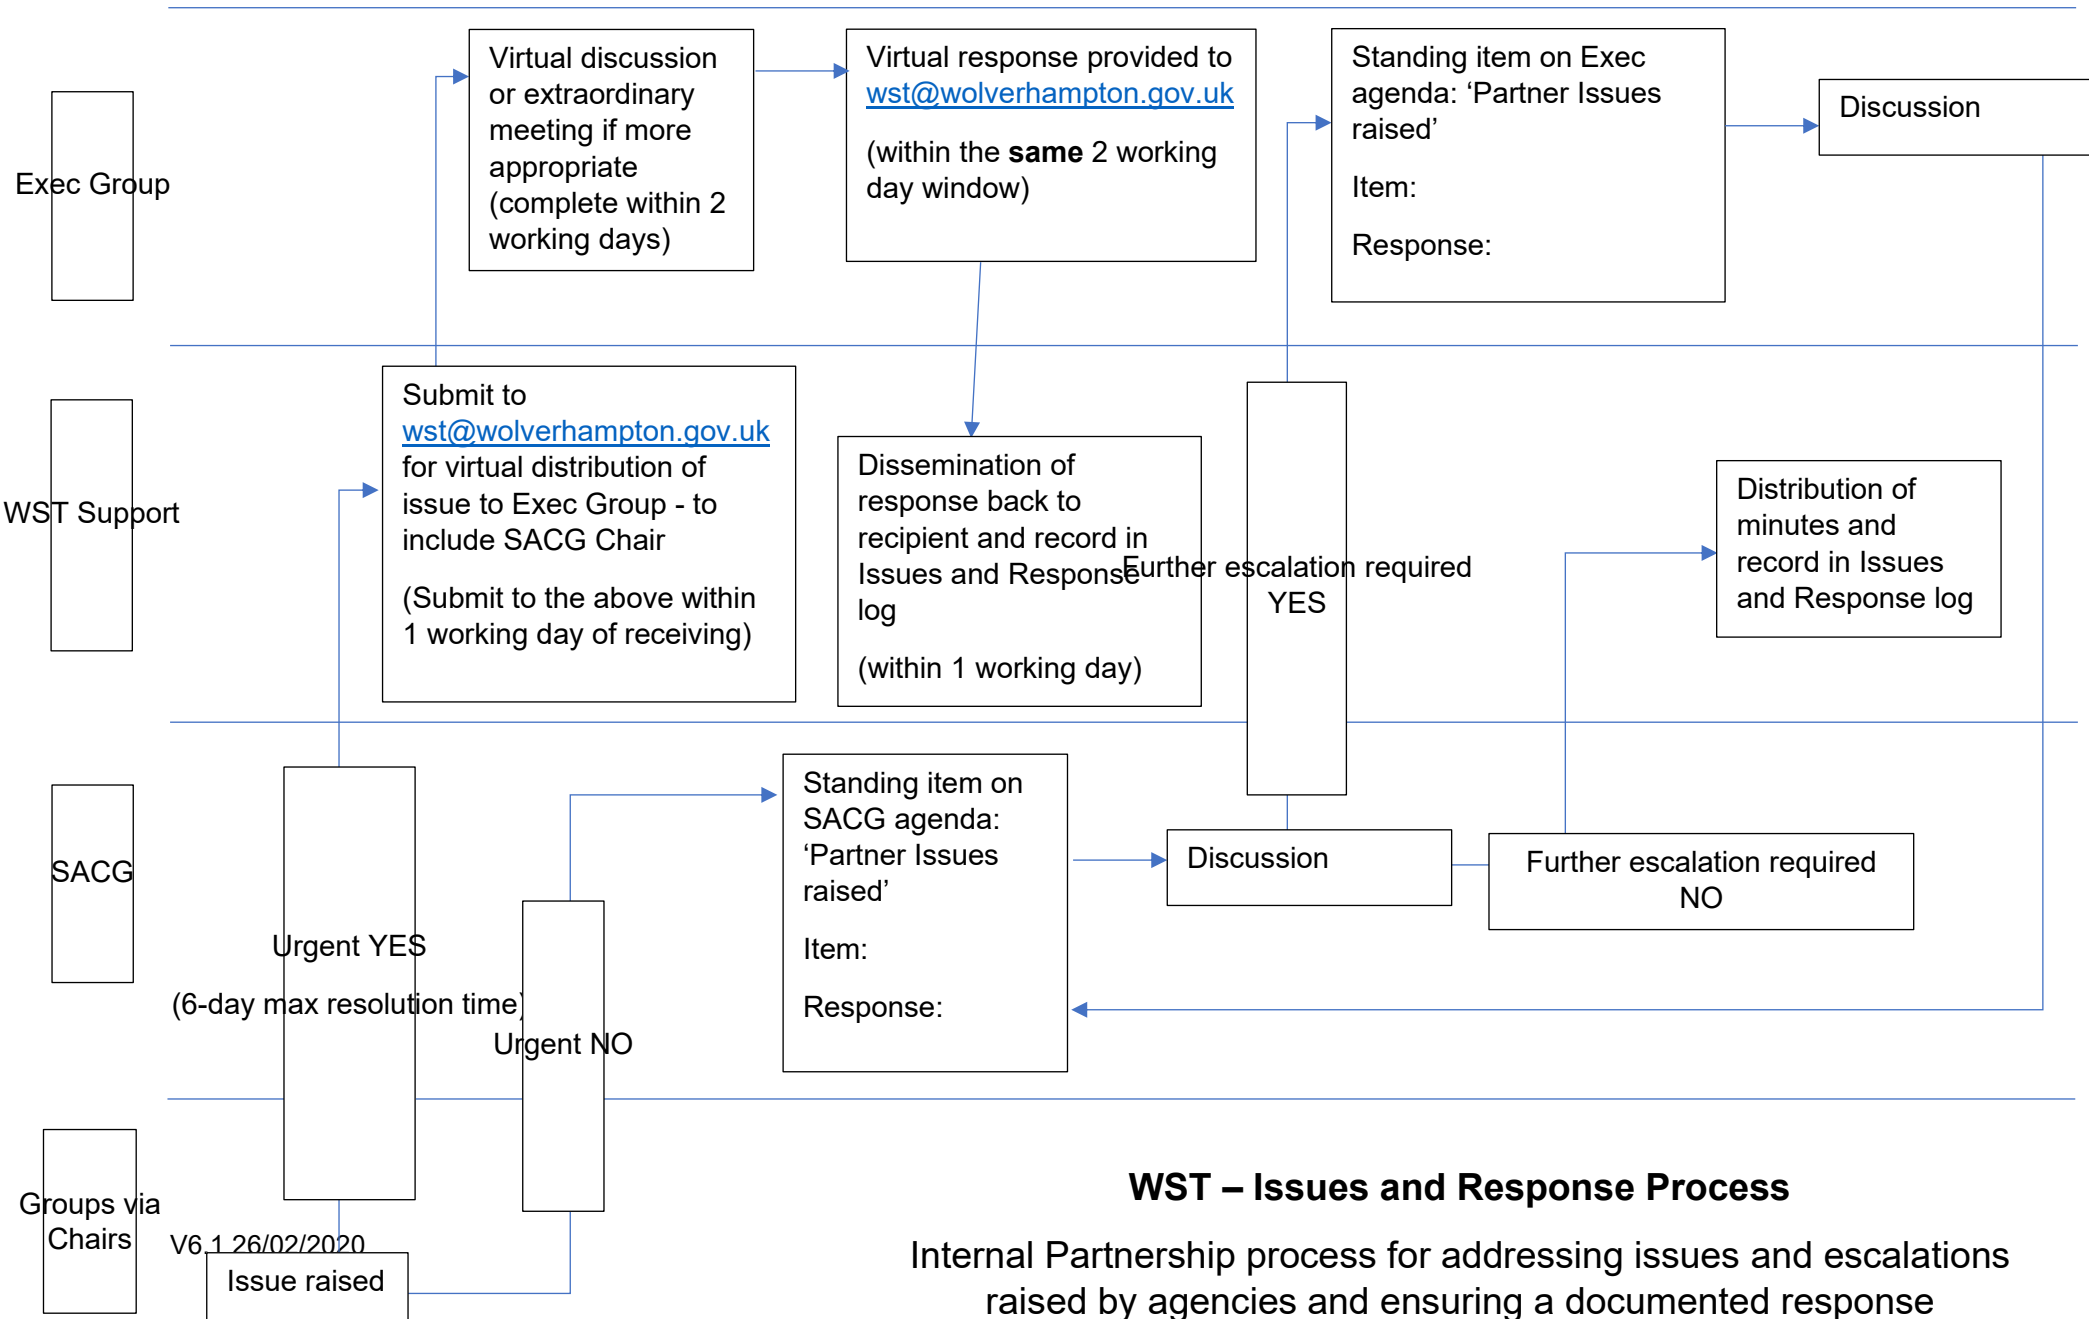 Exec Group
Virtual discussion
or extraordinary
meeting if more
appropriate
(complete within 2
working days)
Virtual response provided to
wst@wolverhampton.gov.uk
(within the same 2 working
day window)
Standing item on Exec
agenda: ‘Partner Issues
raised’
Item:
Response:
Discussion
WST Support
Submit to
wst@wolverhampton.gov.uk
for virtual distribution of
issue to Exec Group - to
include SACG Chair
(Submit to the above within
1 working day of receiving)
Dissemination of
response back to
recipient and record in
Issues and Response
log
(within 1 working day)
Further escalation required
YES
Distribution of
minutes and
record in Issues
and Response log
SACG
Urgent YES
(6-day max resolution time)
Urgent NO
Standing item on
SACG agenda:
‘Partner Issues
raised’
Item:
Response:
Discussion
Further escalation required
NO
Groups via
Chairs
V6.1 26/02/2020
Issue raised
WST – Issues and Response Process
Internal Partnership process for addressing issues and escalations
raised by agencies and ensuring a documented response